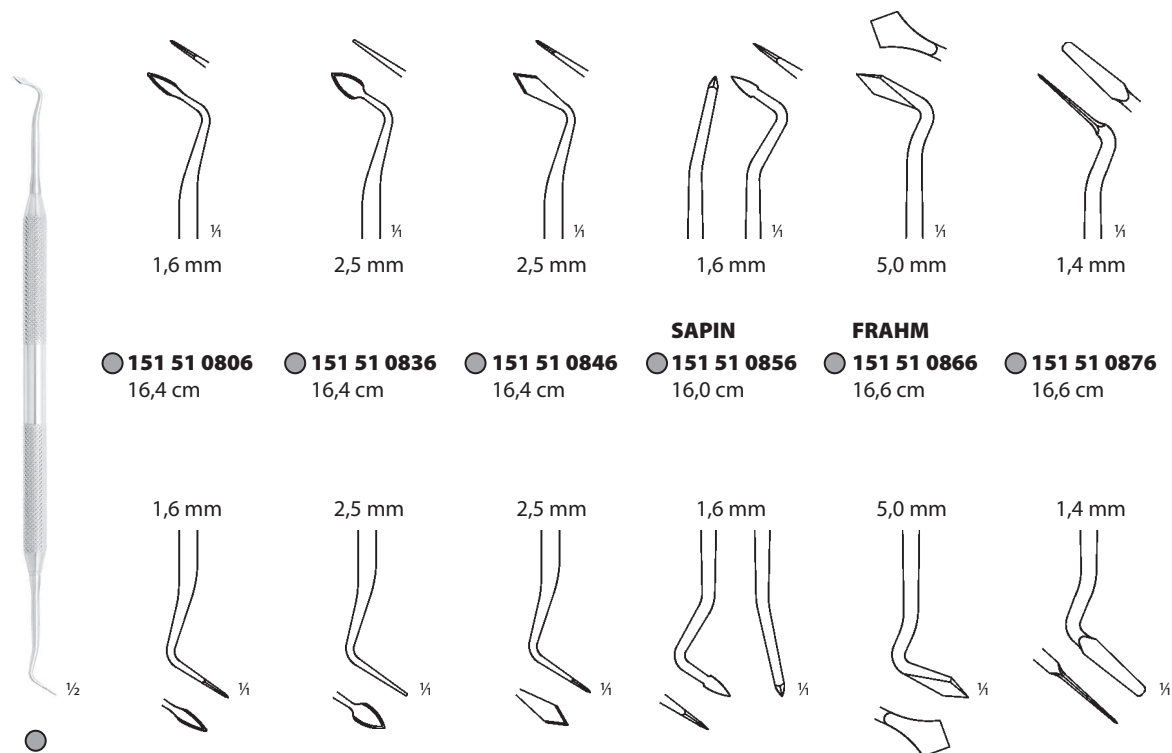 ⅟₁ ⅟₁ ⅟₁ ⅟₁ ⅟₁ ⅟₁
1,6 mm 2,5 mm 2,5 mm 1,6 mm 5,0 mm 1,4 mm
SAPIN FRAHM
151 51 0806 151 51 0836 151 51 0846 151 51 0856 151 51 0866 151 51 0876
16,4 cm 16,4 cm 16,4 cm 16,0 cm 16,6 cm 16,6 cm
1,6 mm 2,5 mm 2,5 mm 1,6 mm 5,0 mm 1,4 mm
½ ⅟₁ ⅟₁ ⅟₁ ⅟₁ ⅟₁ ⅟₁